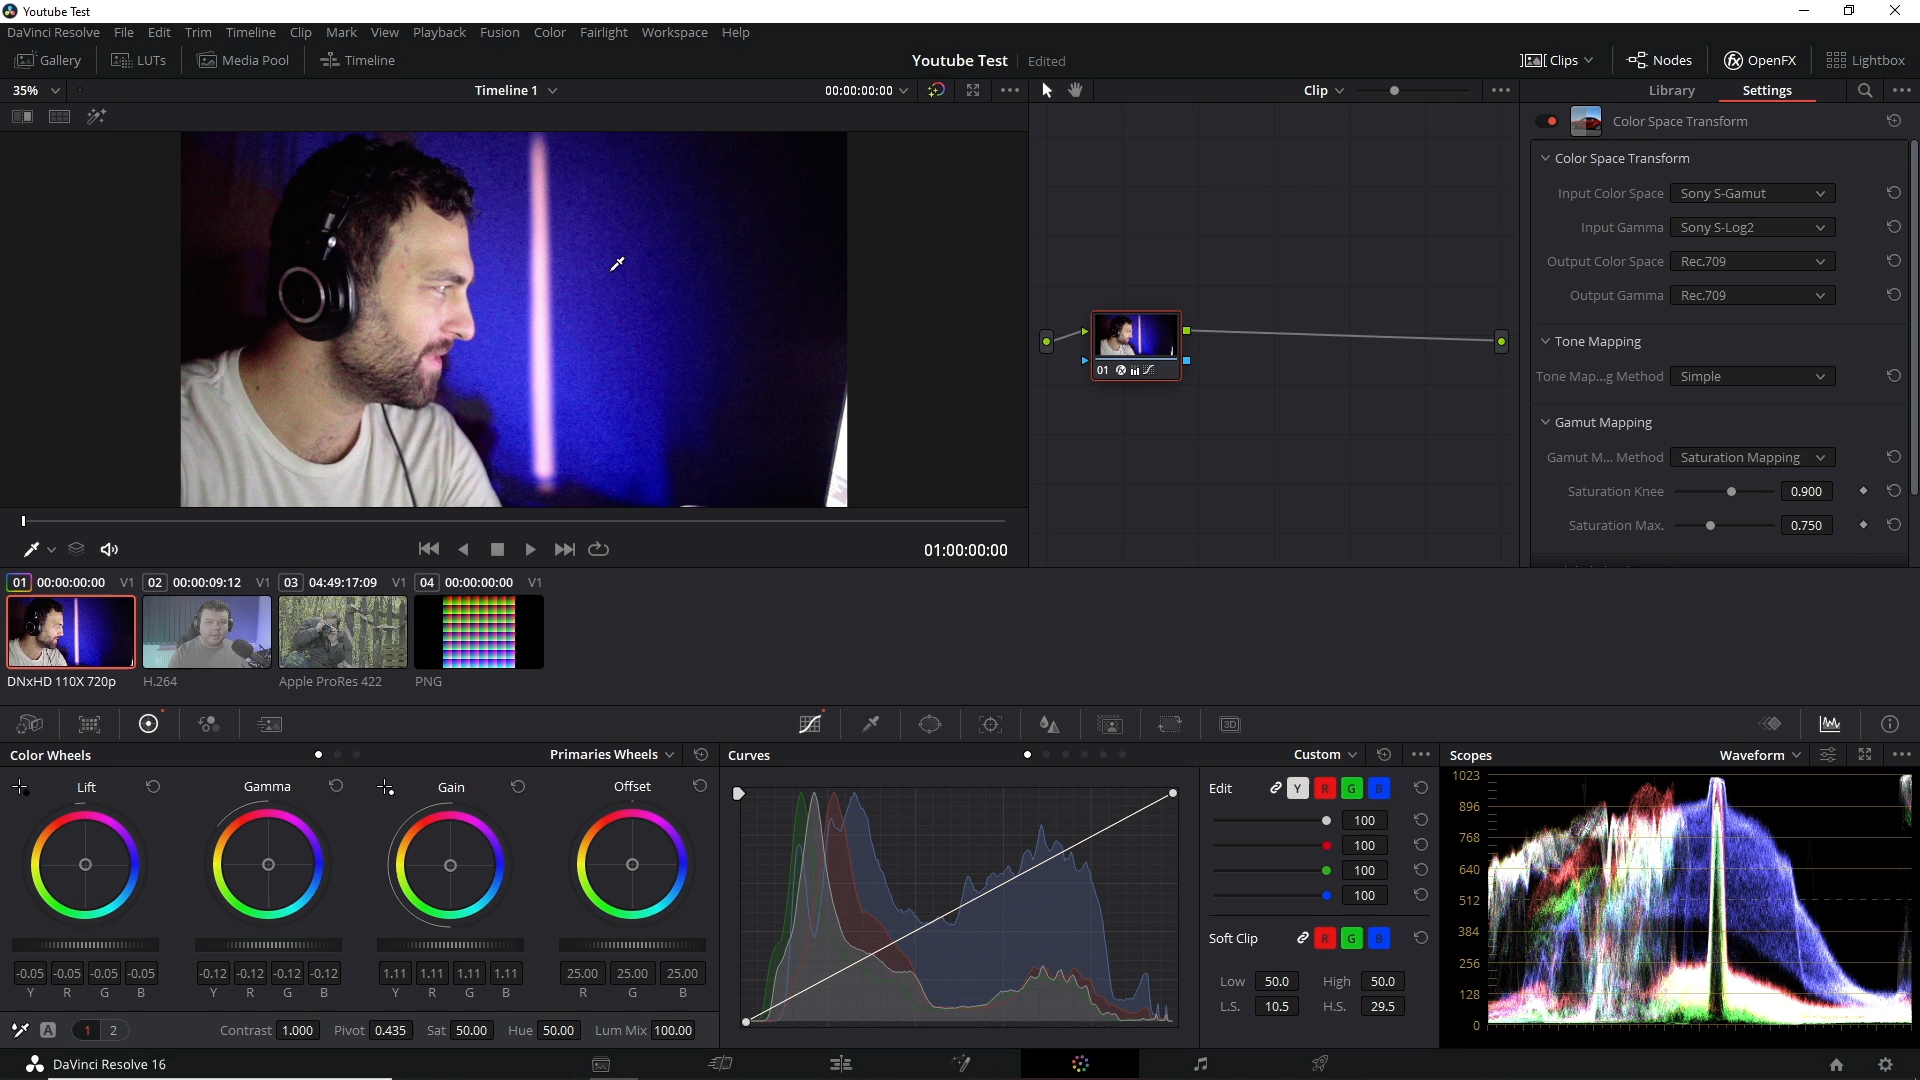 Youtube Test
DaVinci Resolve File Edit Trim Timeline Clip Mark View Playback Fusion Color Fairlight Workspace Help
Gallery LUTs Media Pool Timeline Youtube Test Edited Clips Nodes OpenFX Lightbox
35% Timeline 1 00:00:00:00 Clip Library Settings
Color Space Transform
Color Space Transform
Input Color Space Sony S-Gamut
Input Gamma Sony S-Log2
Output Color Space Rec.709
Output Gamma Rec.709
Tone Mapping
Tone Map...g Method Simple
Gamut Mapping
Gamut M... Method Saturation Mapping
Saturation Knee 0.900
Saturation Max. 0.750
01
01:00:00:00
01 00:00:00:00 V1 02 00:00:09:12 V1 03 04:49:17:09 V1 04 00:00:00:00 V1
DNxHD 110X 720p H.264 Apple ProRes 422 PNG
3D
Color Wheels Primaries Wheels Curves Custom Scopes Waveform
Lift Gamma Gain Offset
-0.05 -0.05 -0.05 -0.05 -0.12 -0.12 -0.12 -0.12 1.11 1.11 1.11 1.11 25.00 25.00 25.00
Y R G B Y R G B Y R G B R G B
A 1 2 Contrast 1.000 Pivot 0.435 Sat 50.00 Hue 50.00 Lum Mix 100.00
Edit Y R G B
100
100
100
100
Soft Clip R G B
Low 50.0 High 50.0
L.S. 10.5 H.S. 29.5
1023
896
768
640
512
384
256
128
0
DaVinci Resolve 16